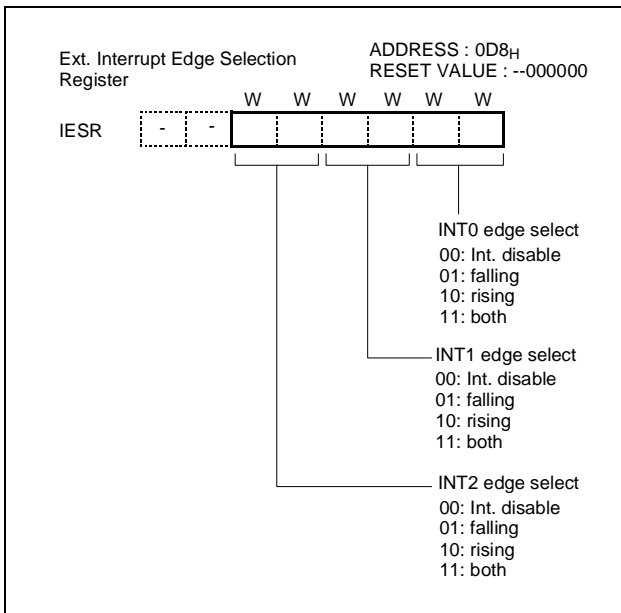 Ext. Interrupt Edge Selection
Register
ADDRESS : 0D8H
RESET VALUE : --000000
W W W W W W
IESR - -
INT0 edge select
00: Int. disable
01: falling
10: rising
11: both
INT1 edge select
00: Int. disable
01: falling
10: rising
11: both
INT2 edge select
00: Int. disable
01: falling
10: rising
11: both